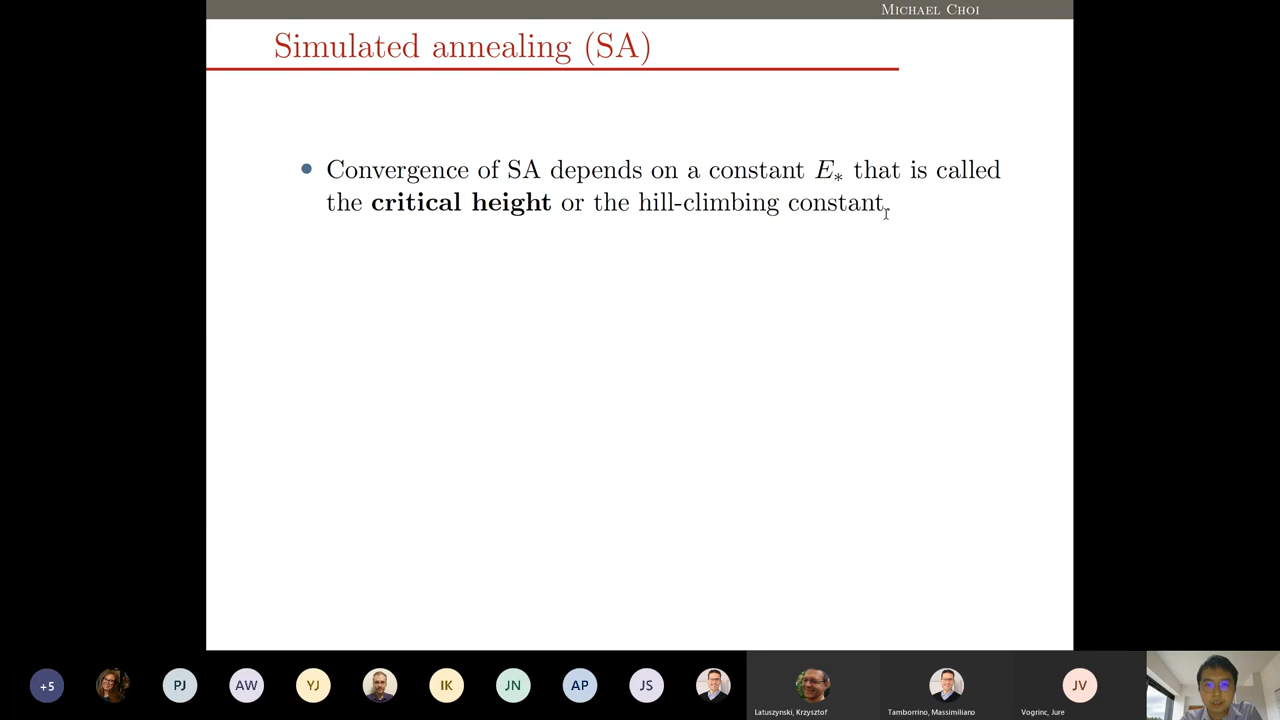 MICHAEL CHOI
Simulated annealing (SA)
• Convergence of SA depends on a constant E∗ that is called
the critical height or the hill-climbing constant.
+5
PJ
AW
YJ
IK
JN
AP
JS
JV
Latuszynski, Krzysztof
Tamborrino, Massimiliano
Vogrinc, Jure